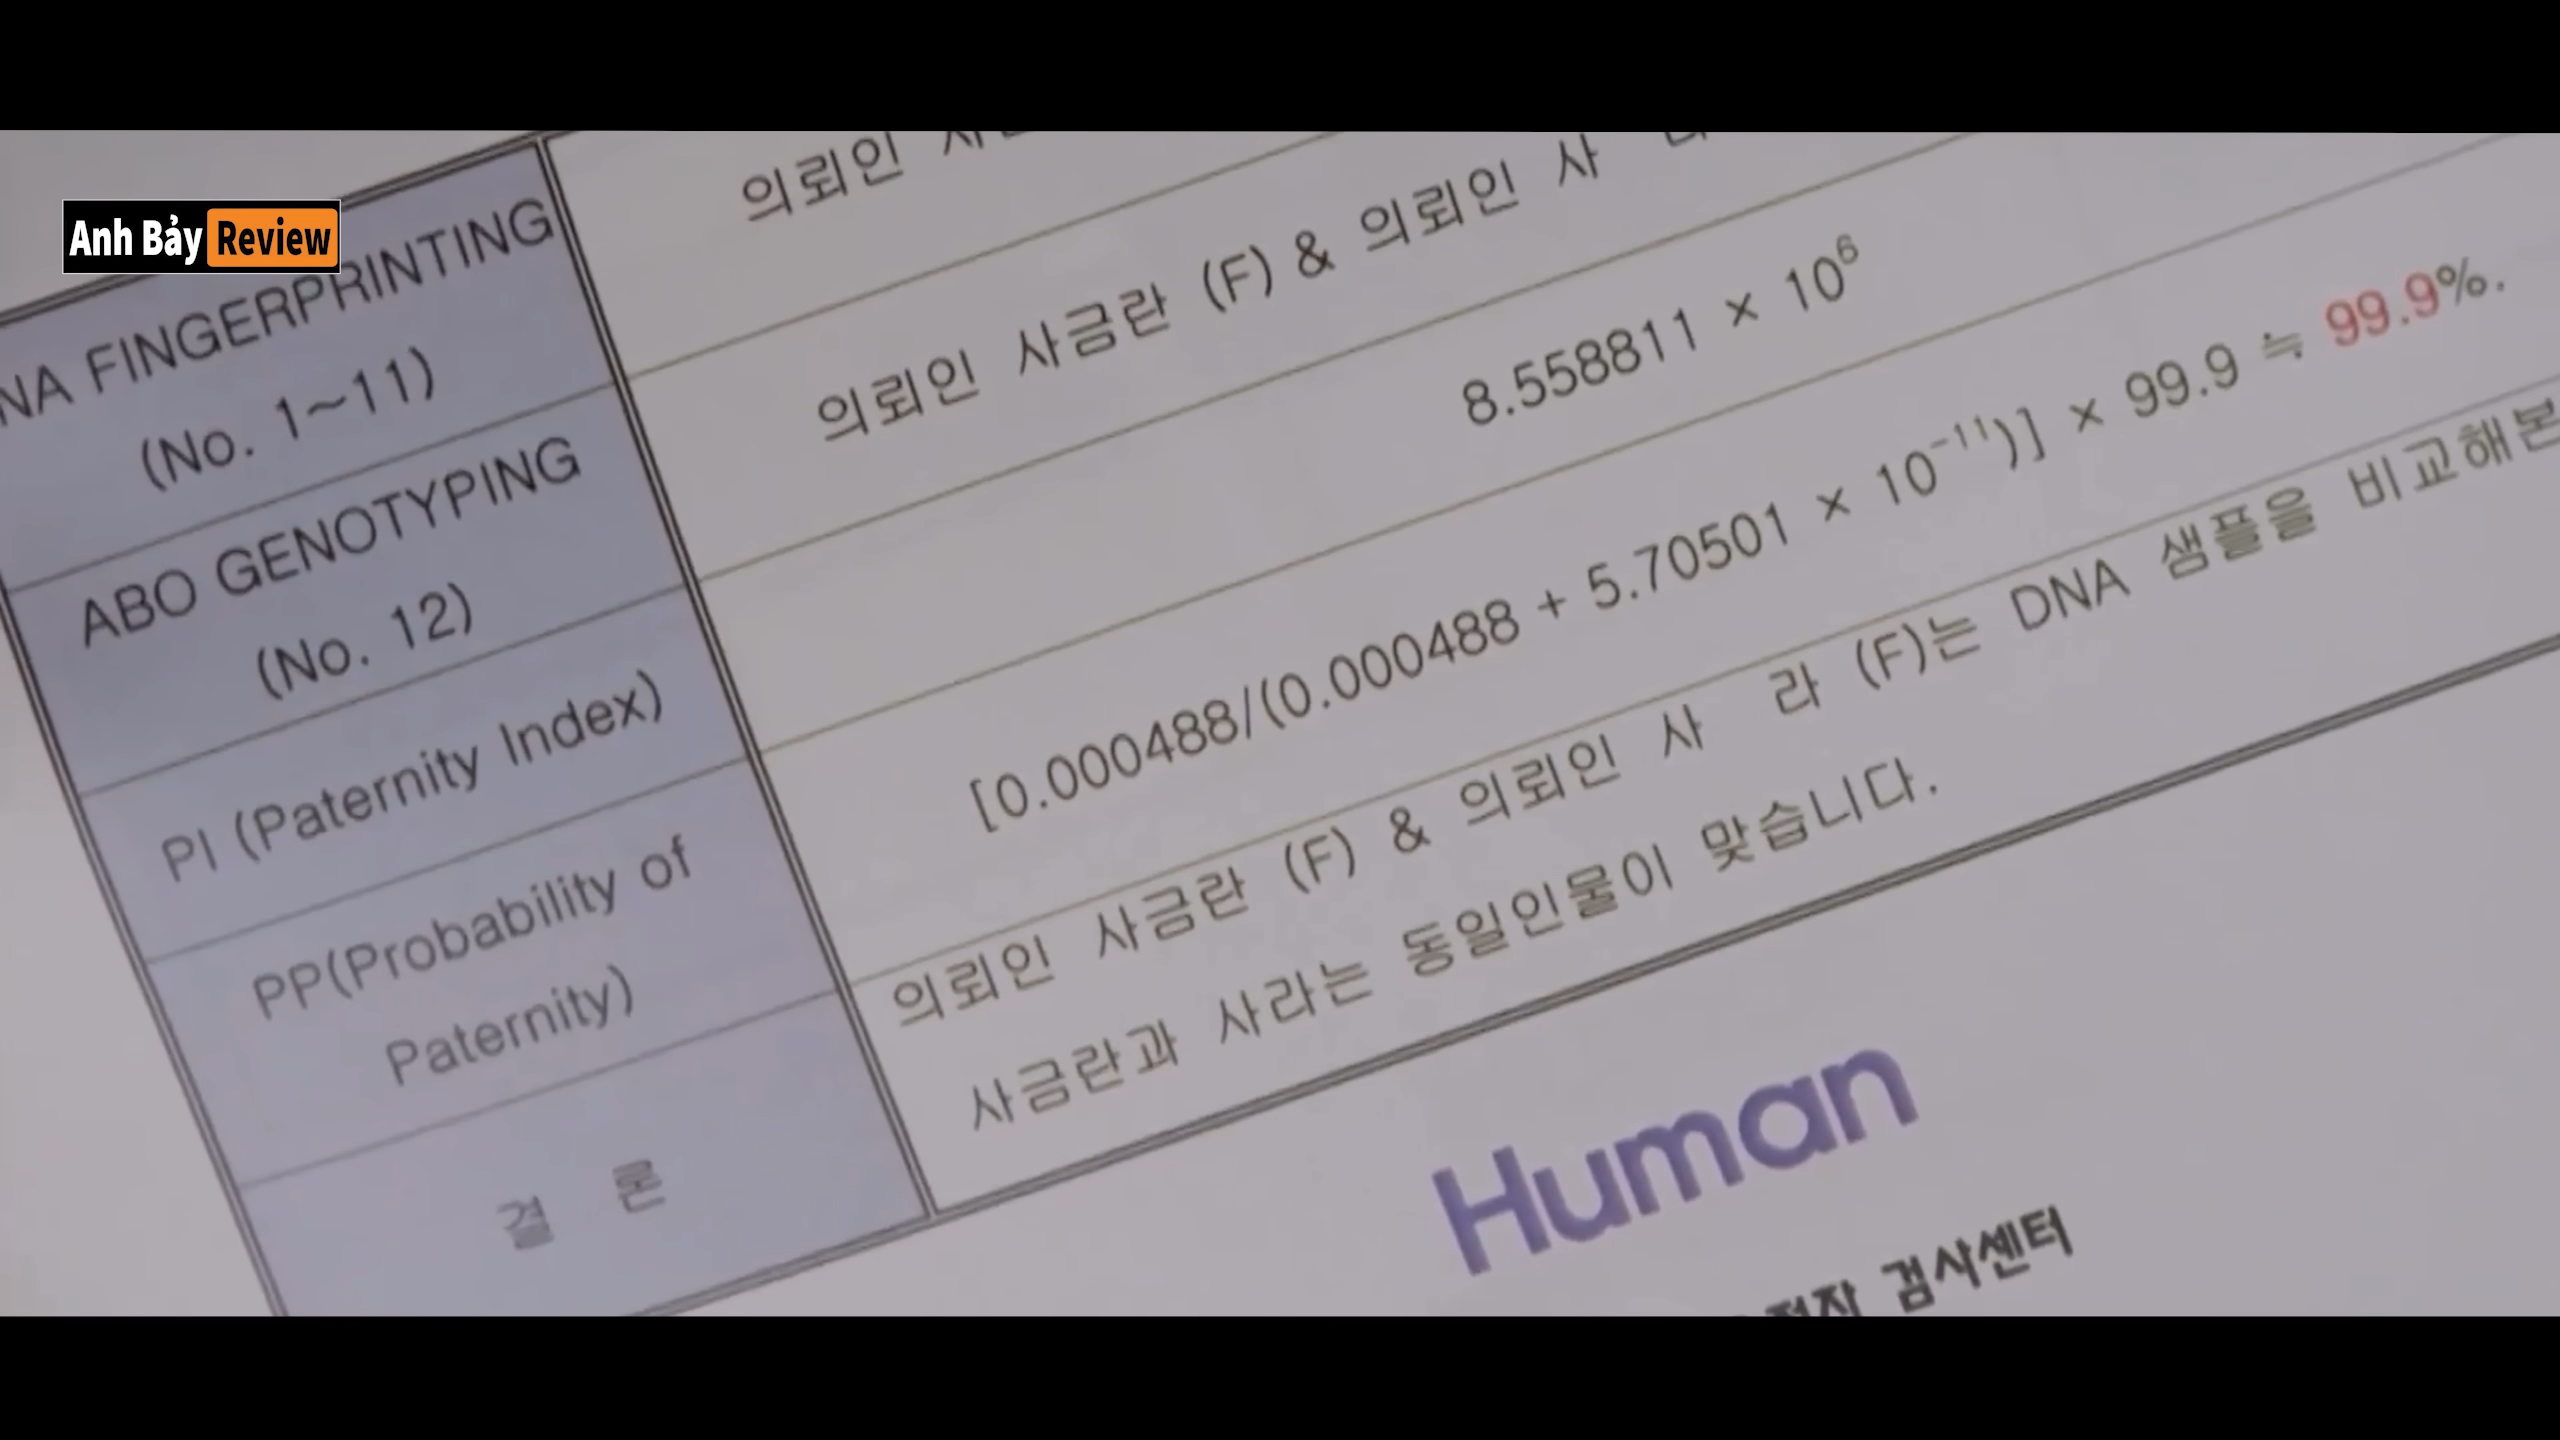 Anh Bảy Review
NA FINGERPRINTING
(No. 1~11)
의뢰인
ABO GENOTYPING
(No. 12)
의뢰인 사금란 (F) & 의뢰인 사
PI (Paternity Index)
8.558811 × 10⁶
PP(Probability of
Paternity)
[0.000488/(0.000488 + 5.70501 × 10⁻¹¹)] × 99.9 ≒ 99.9%.
결 론
의뢰인 사금란 (F) & 의뢰인 사 라 (F)는 DNA 샘플을 비교해본
사금란과 사라는 동일인물이 맞습니다.
Human
검사센터